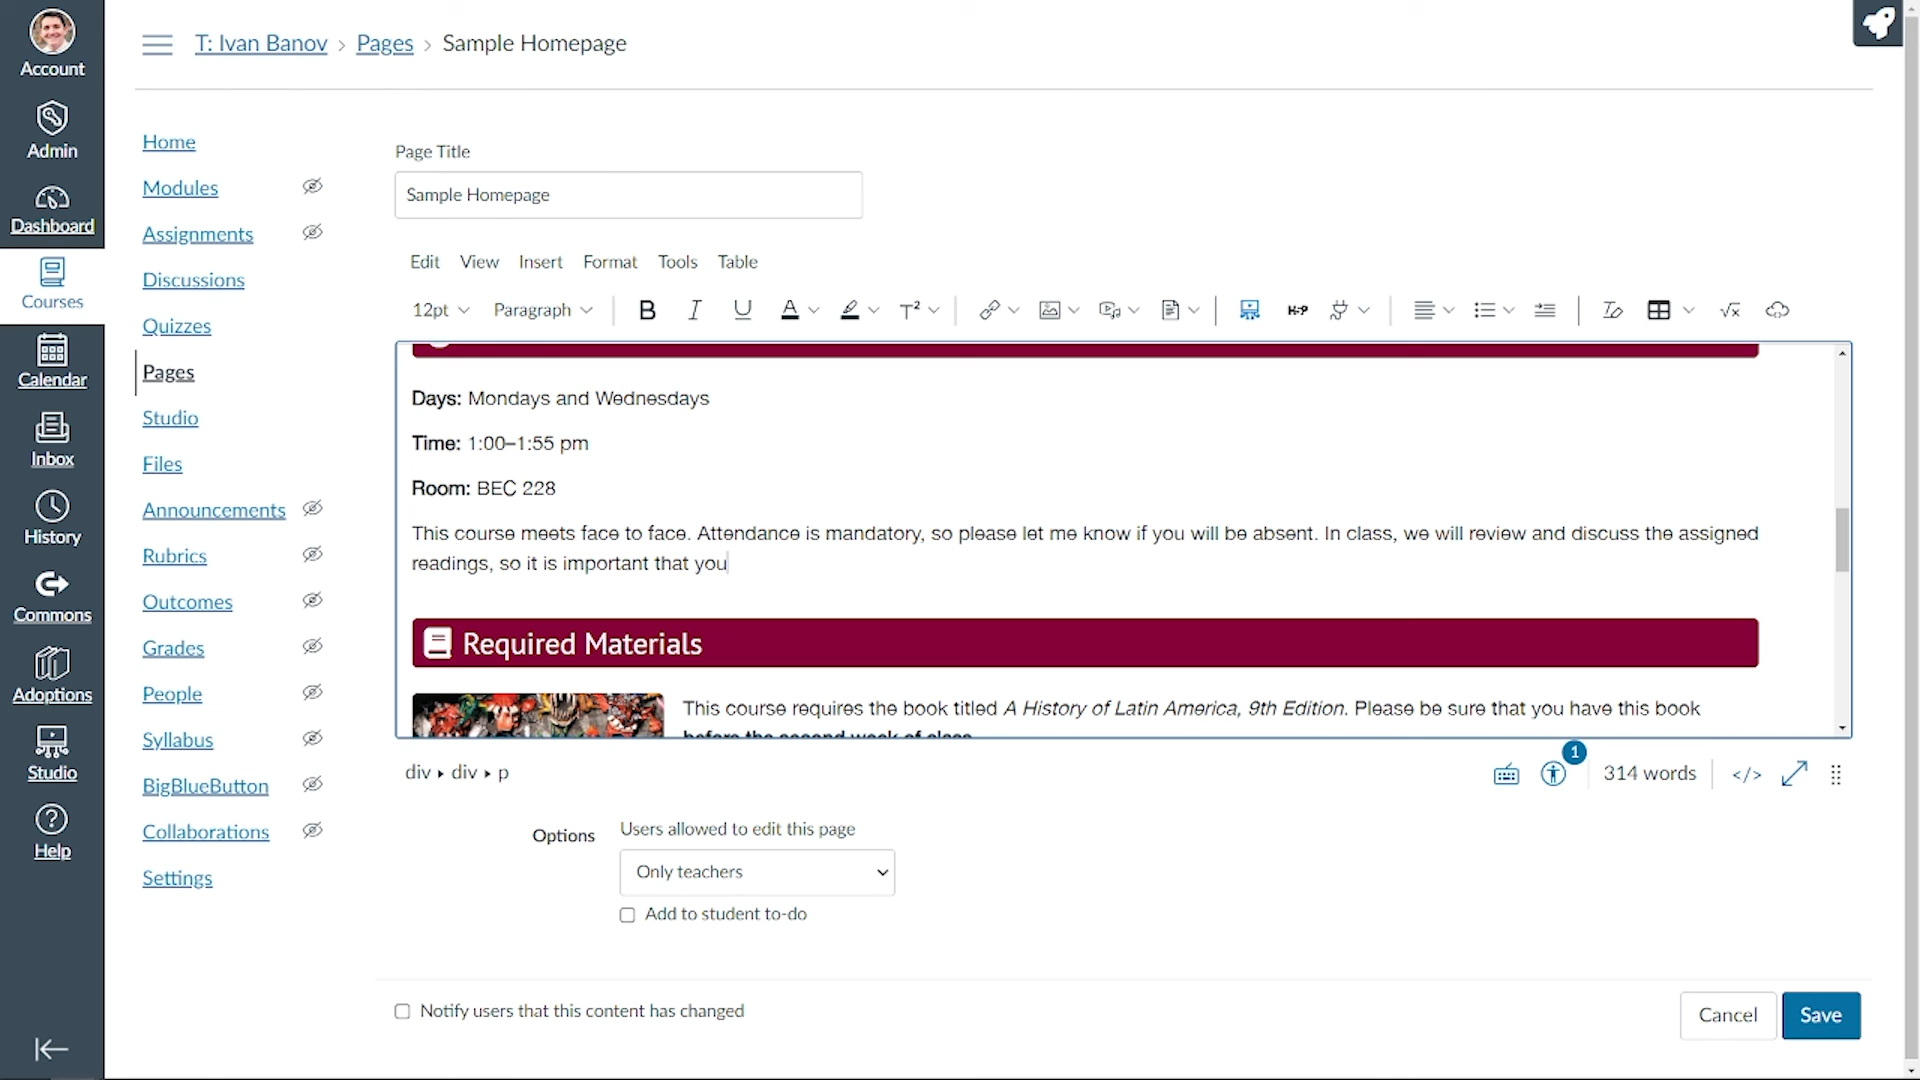 Account
Admin
Dashboard
Courses
Calendar
Inbox
History
Commons
Adoptions
Studio
Help
T: Ivan Banov › Pages › Sample Homepage
Home
Modules
Assignments
Discussions
Quizzes
Pages
Studio
Files
Announcements
Rubrics
Outcomes
Grades
People
Syllabus
BigBlueButton
Collaborations
Settings
Page Title
Sample Homepage
Edit View Insert Format Tools Table
12pt Paragraph B I U A T² H-P √x
Days: Mondays and Wednesdays
Time: 1:00–1:55 pm
Room: BEC 228
This course meets face to face. Attendance is mandatory, so please let me know if you will be absent. In class, we will review and discuss the assigned
readings, so it is important that you
Required Materials
This course requires the book titled A History of Latin America, 9th Edition. Please be sure that you have this book
before the second week of class.
div ▸ div ▸ p
1
314 words
</>
Options
Users allowed to edit this page
Only teachers
Add to student to-do
Notify users that this content has changed
Cancel
Save